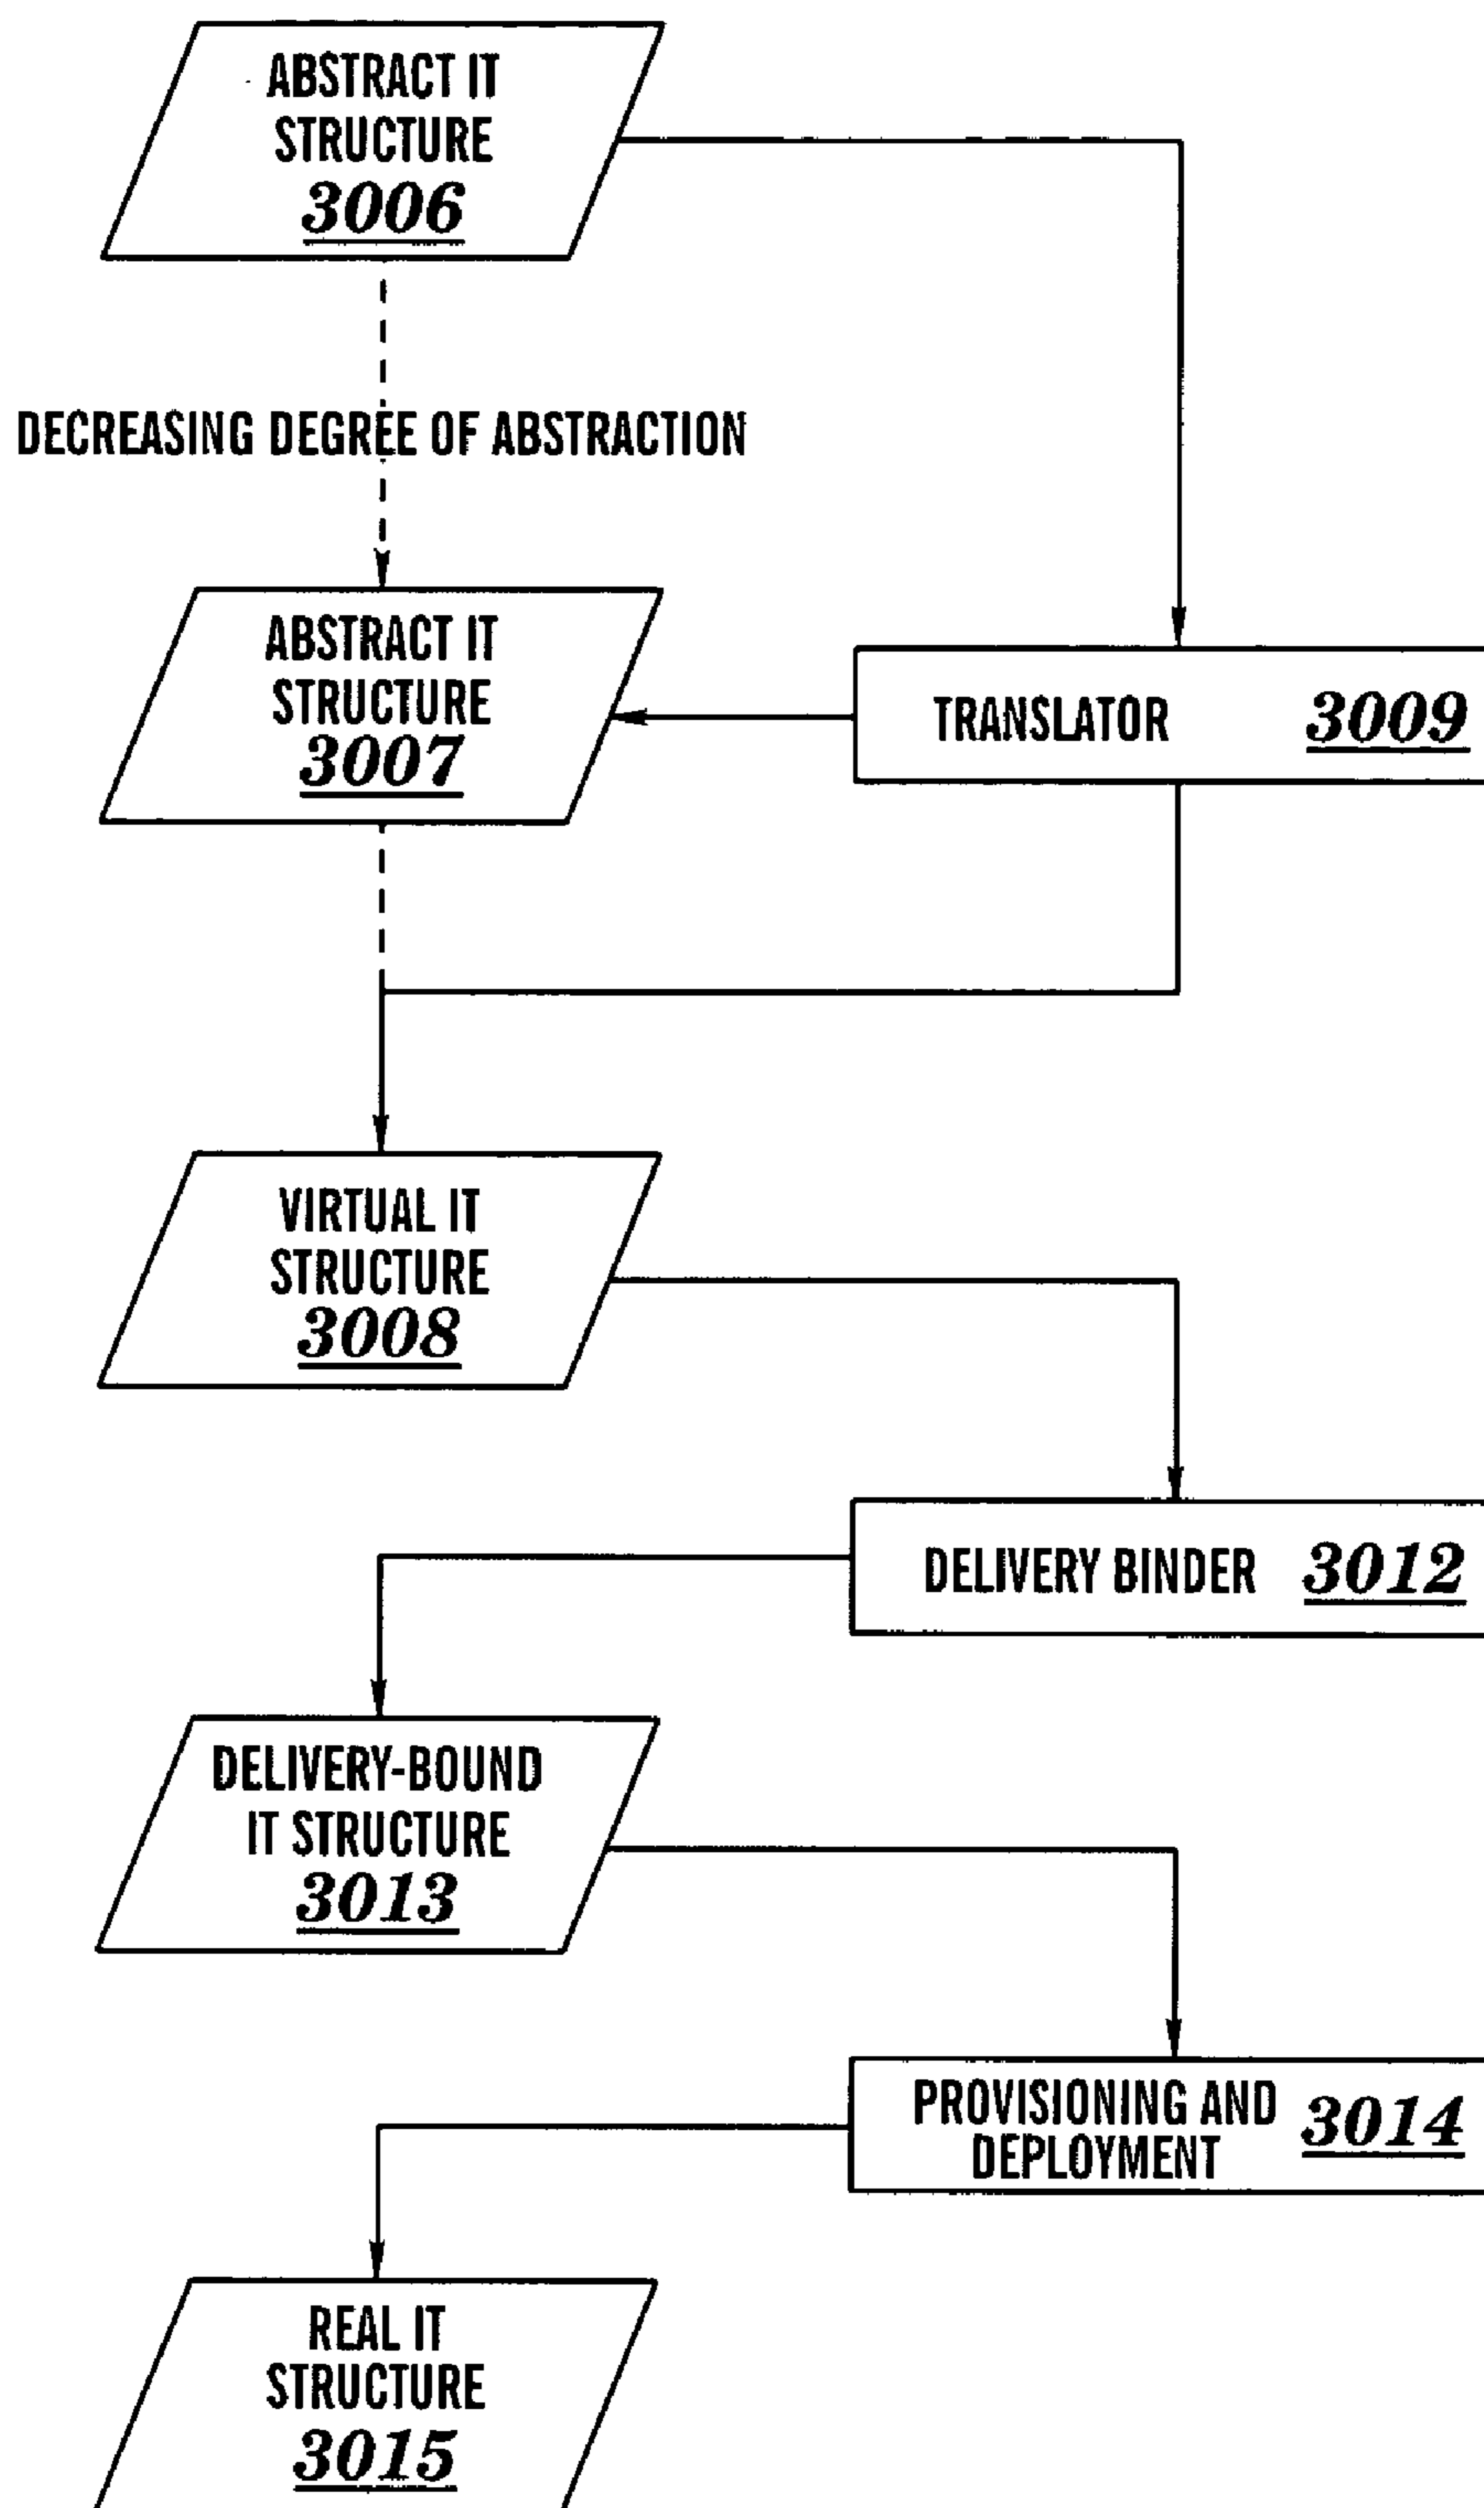 ABSTRACT IT
STRUCTURE
3006
DECREASING DEGREE OF ABSTRACTION
ABSTRACT IT
STRUCTURE
3007
TRANSLATOR 3009
VIRTUAL IT
STRUCTURE
3008
DELIVERY BINDER 3012
DELIVERY-BOUND
IT STRUCTURE
3013
PROVISIONING AND
DEPLOYMENT
3014
REAL IT
STRUCTURE
3015